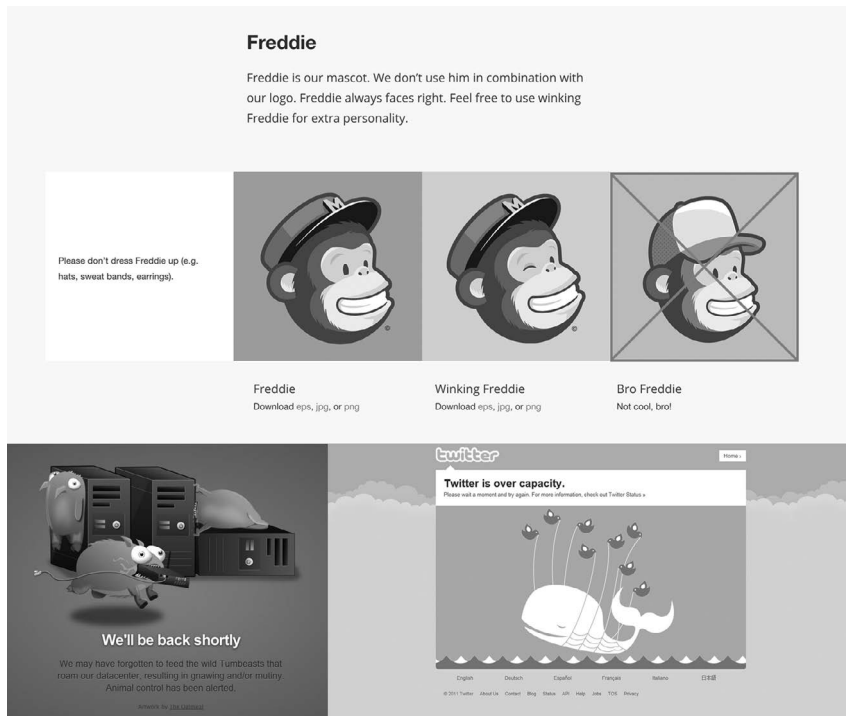 Freddie
Freddie is our mascot. We don't use him in combination with
our logo. Freddie always faces right. Feel free to use winking
Freddie for extra personality.
Please don't dress Freddie up (e.g.
hats, sweat bands, earrings).
M
M
©
©
Freddie
Download eps, jpg, or png
Winking Freddie
Download eps, jpg, or png
Bro Freddie
Not cool, bro!
We'll be back shortly
We may have forgotten to feed the wild Tumbeasts that
roam our datacenter, resulting in gnawing and/or mutiny.
Animal control has been alerted.
Artwork by The Oatmeal
twitter
Home ›
Twitter is over capacity.
Please wait a moment and try again. For more information, check out Twitter Status »
English Deutsch Español Français Italiano 日本語
© 2011 Twitter About Us Contact Blog Status API Help Jobs TOS Privacy